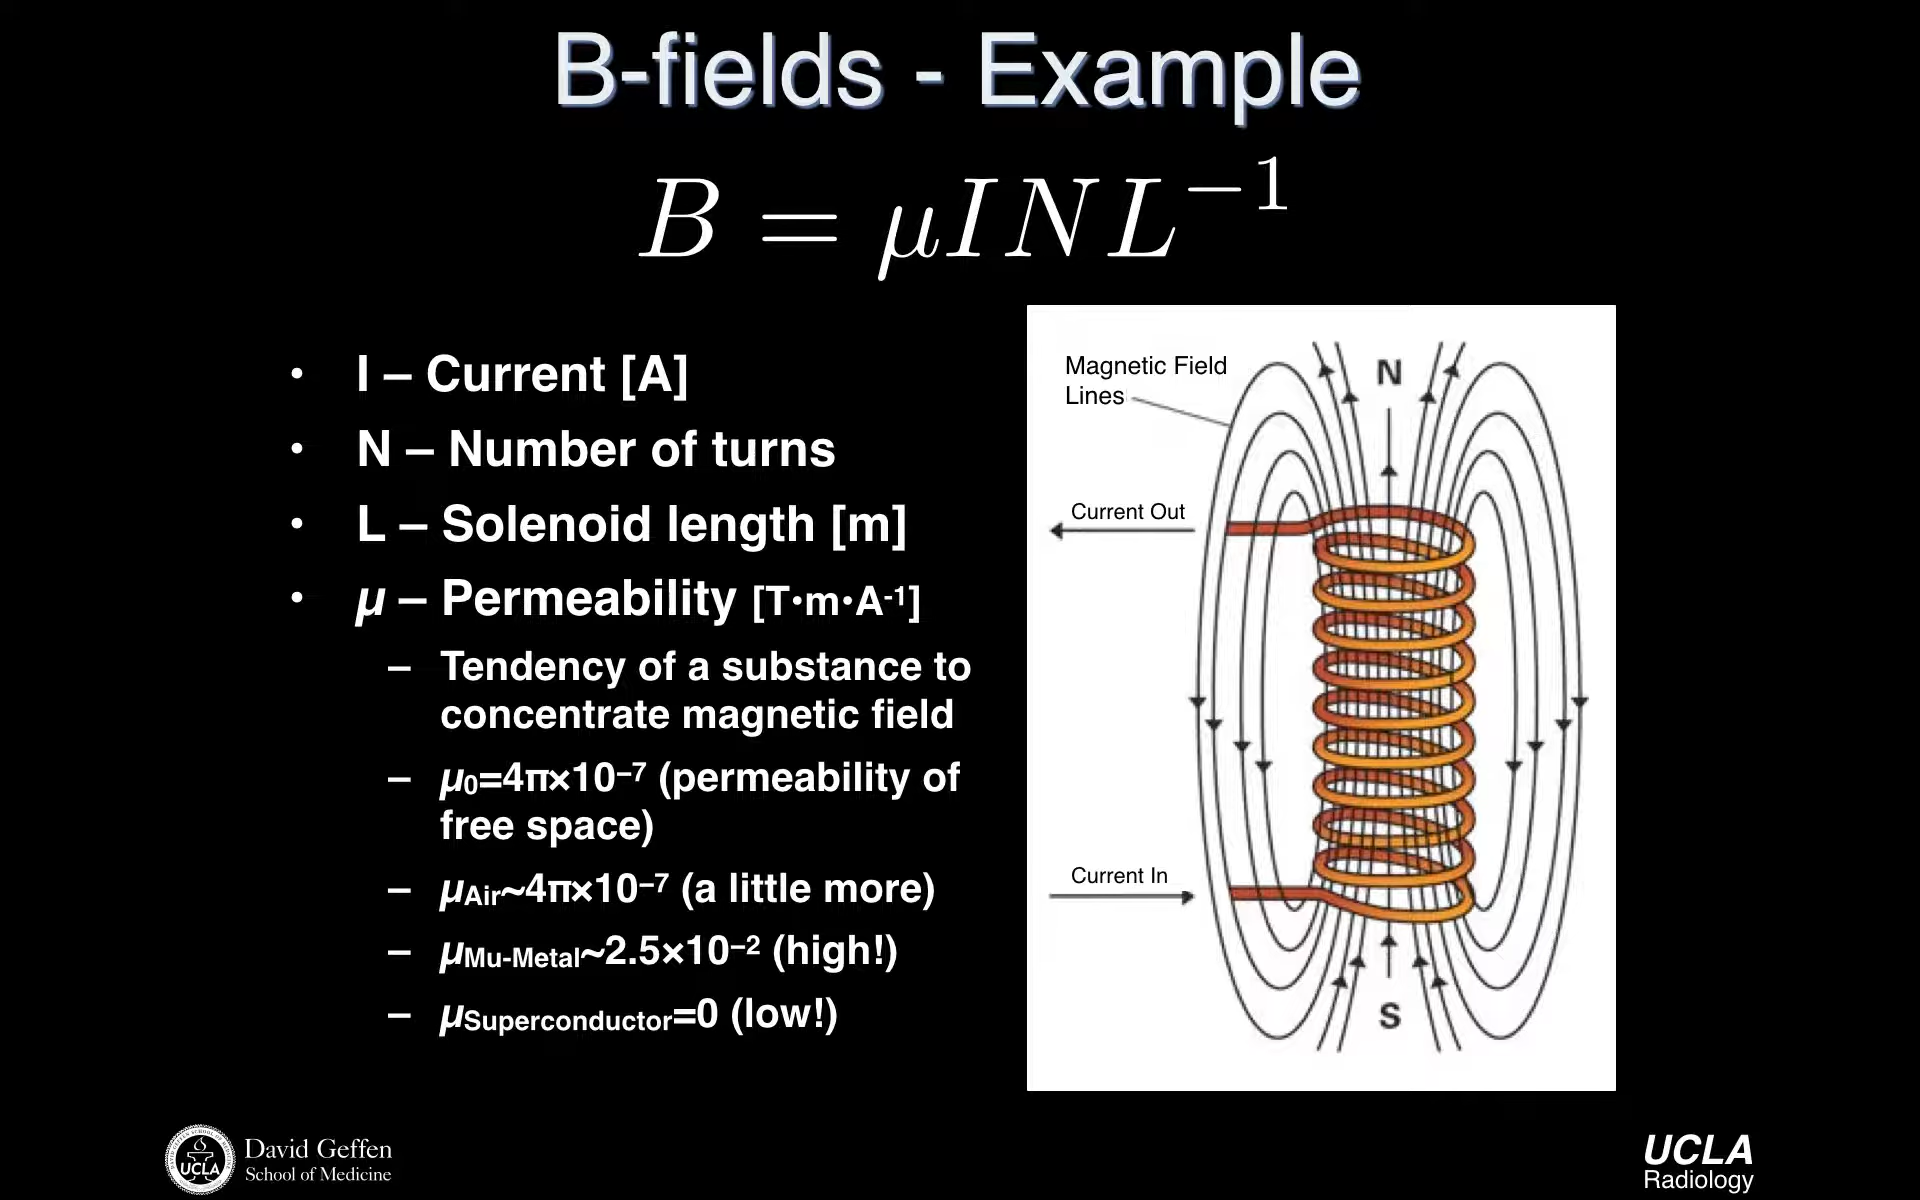 B-fields - Example
B = μINL⁻¹
• I – Current [A]
• N – Number of turns
• L – Solenoid length [m]
• μ – Permeability [T•m•A⁻¹]
– Tendency of a substance to
concentrate magnetic field
– μ₀=4π×10⁻⁷ (permeability of
free space)
– μAir~4π×10⁻⁷ (a little more)
– μMu-Metal~2.5×10⁻² (high!)
– μSuperconductor=0 (low!)
Magnetic Field
Lines
N
Current Out
Current In
S
UCLA
David Geffen
School of Medicine
UCLA
Radiology